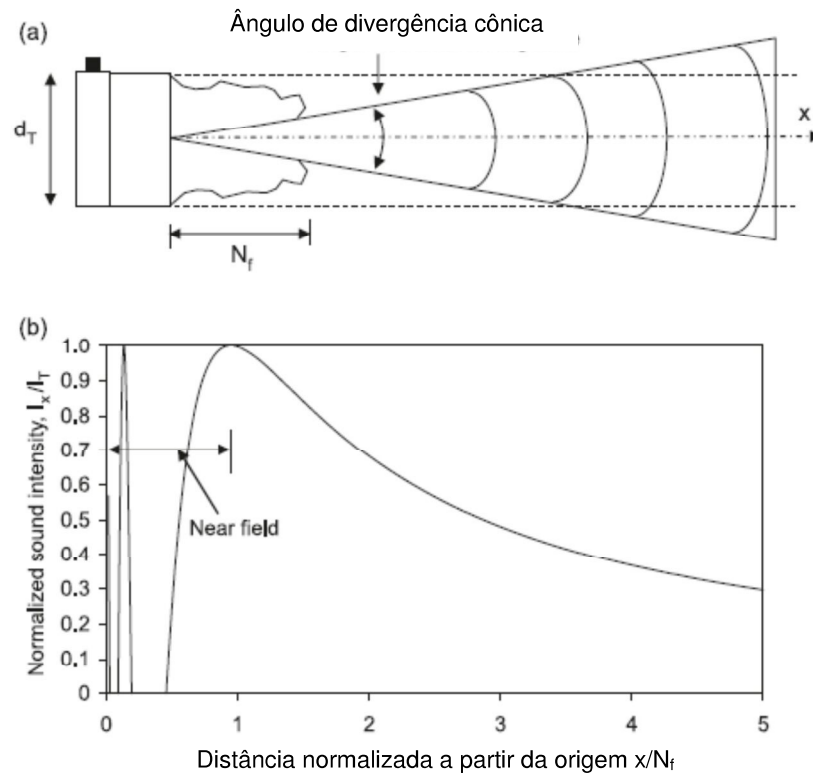 (a)
Ângulo de divergência cônica
d_T
x
N_f
(b)
Normalized sound intensity, I_x/I_T
1.0
0.9
0.8
0.7
0.6
0.5
0.4
0.3
0.2
0.1
0
Near field
0 1 2 3 4 5
Distância normalizada a partir da origem x/N_f